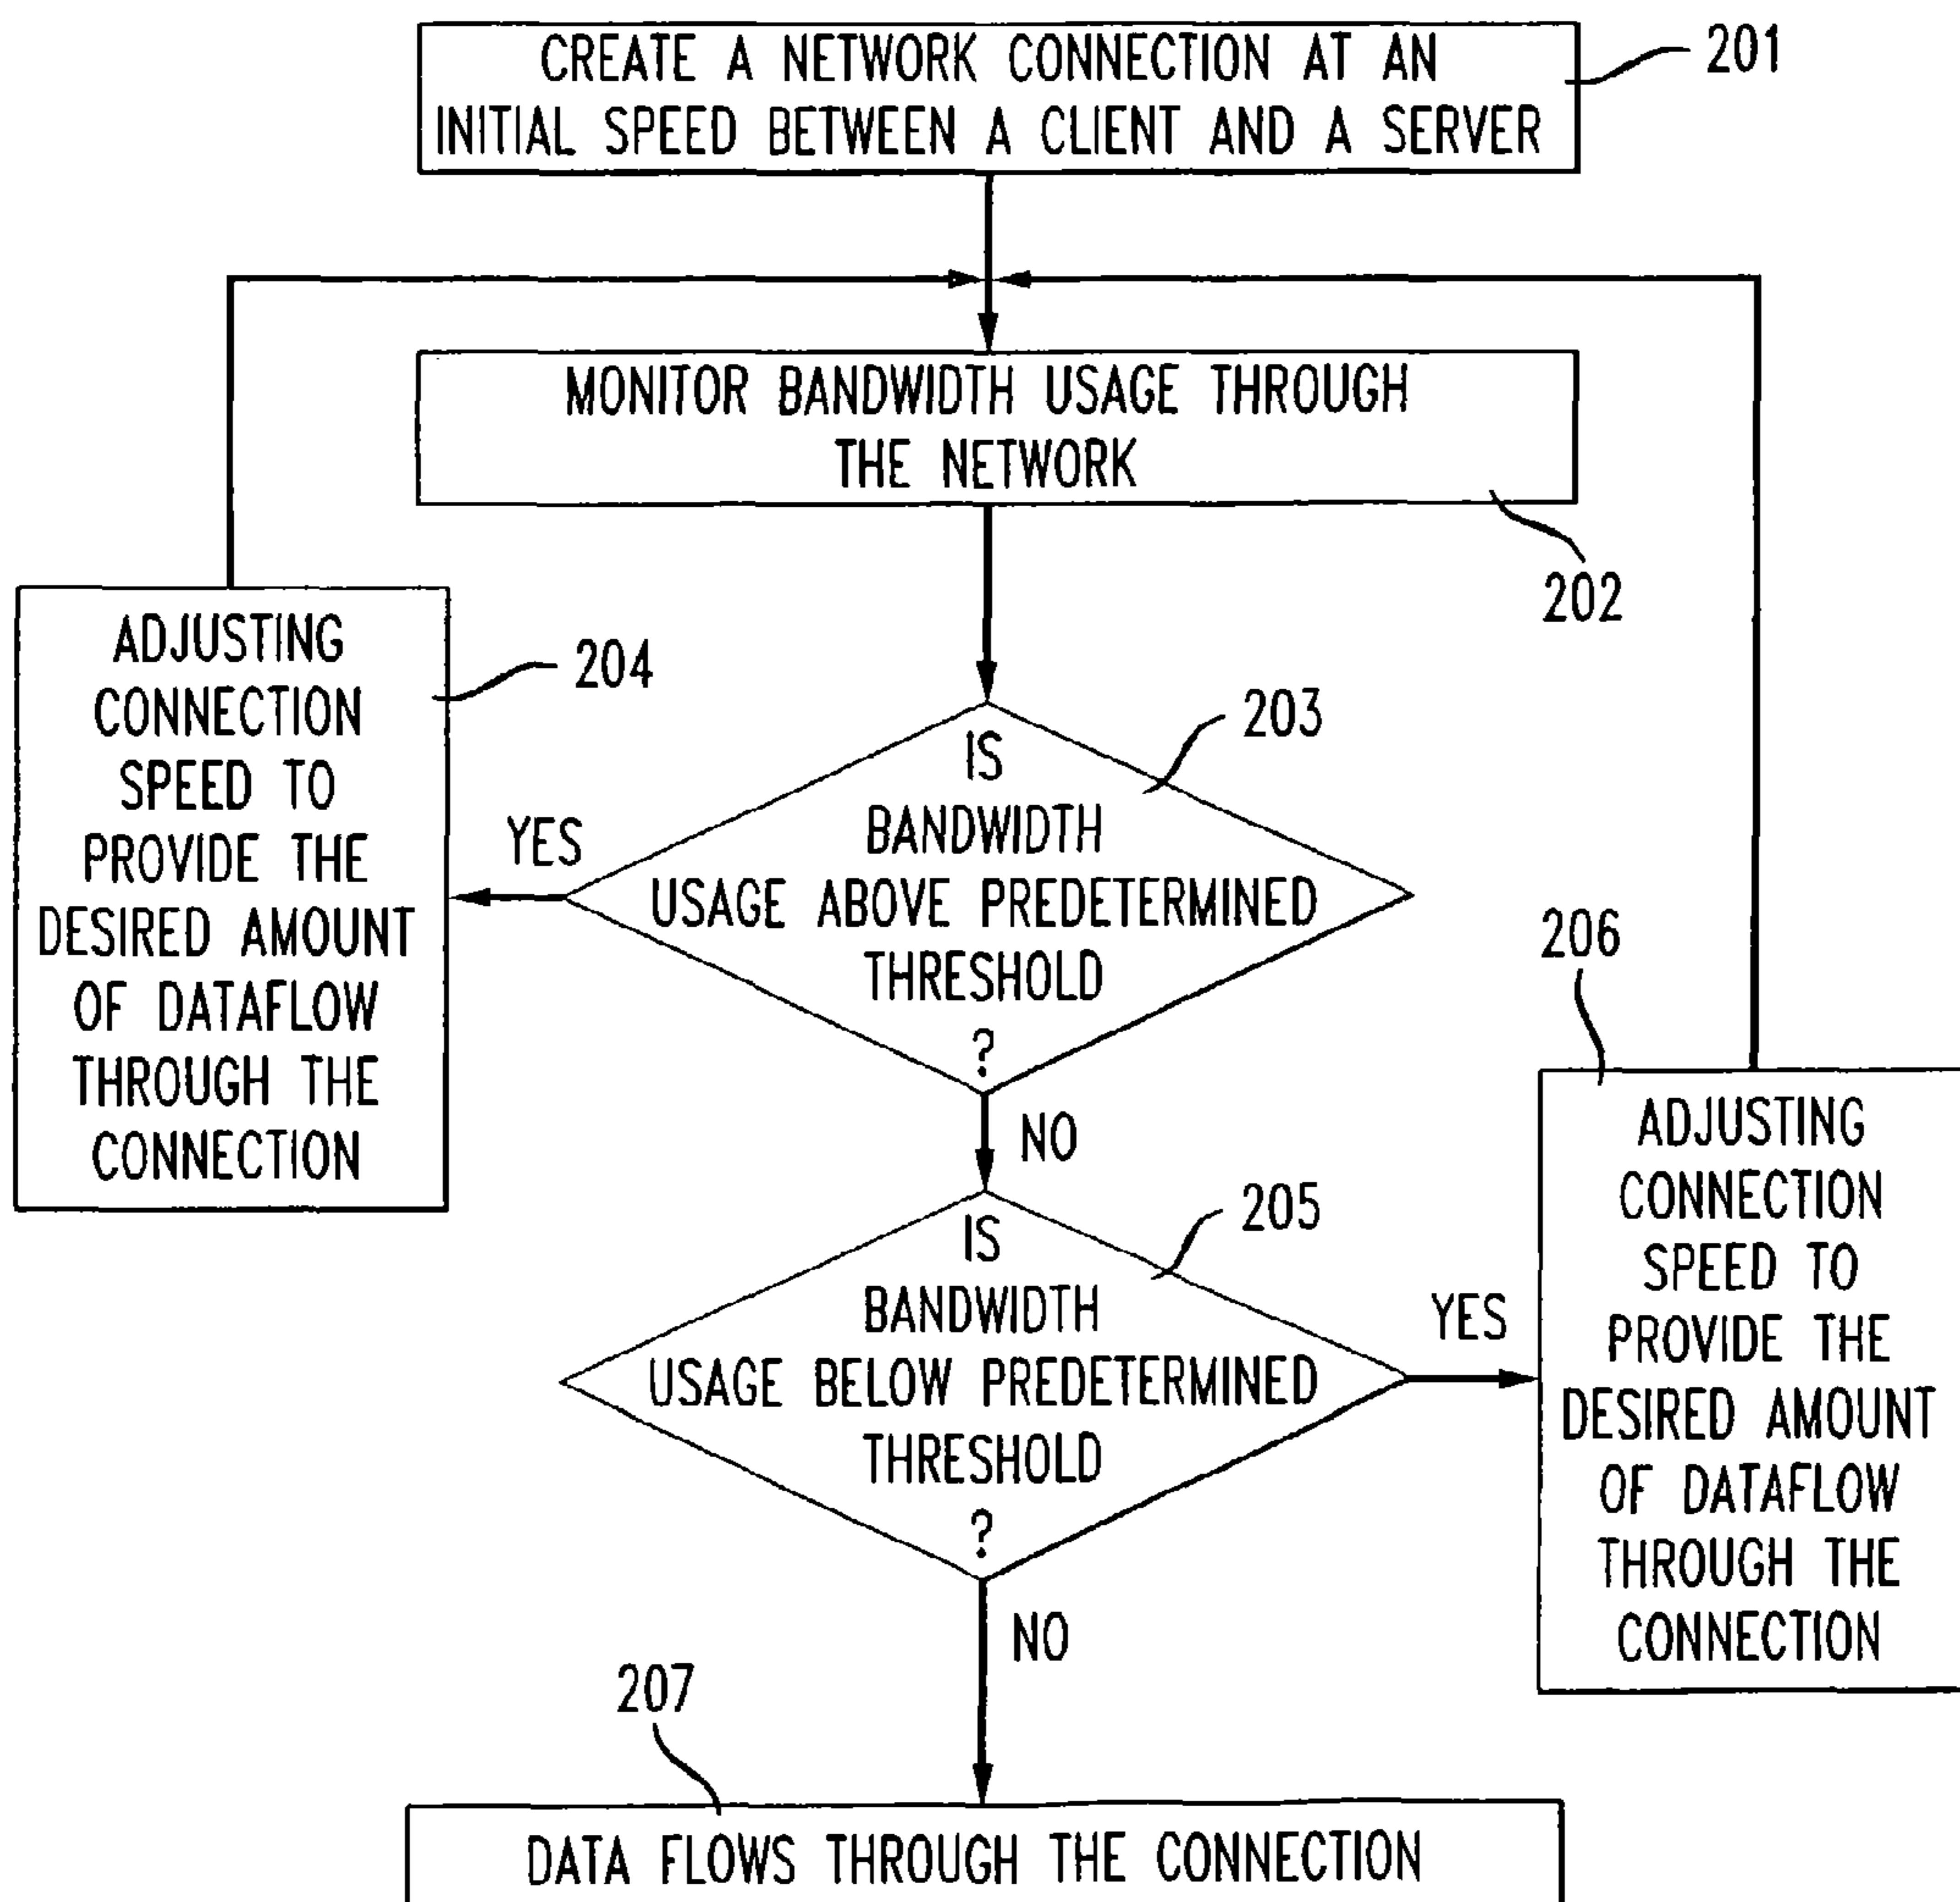 CREATE A NETWORK CONNECTION AT AN
INITIAL SPEED BETWEEN A CLIENT AND A SERVER
201
MONITOR BANDWIDTH USAGE THROUGH
THE NETWORK
202
ADJUSTING
CONNECTION
SPEED TO
PROVIDE THE
DESIRED AMOUNT
OF DATAFLOW
THROUGH THE
CONNECTION
204
203
IS
BANDWIDTH
USAGE ABOVE PREDETERMINED
THRESHOLD
?
YES
NO
205
IS
BANDWIDTH
USAGE BELOW PREDETERMINED
THRESHOLD
?
YES
NO
206
ADJUSTING
CONNECTION
SPEED TO
PROVIDE THE
DESIRED AMOUNT
OF DATAFLOW
THROUGH THE
CONNECTION
207
DATA FLOWS THROUGH THE CONNECTION